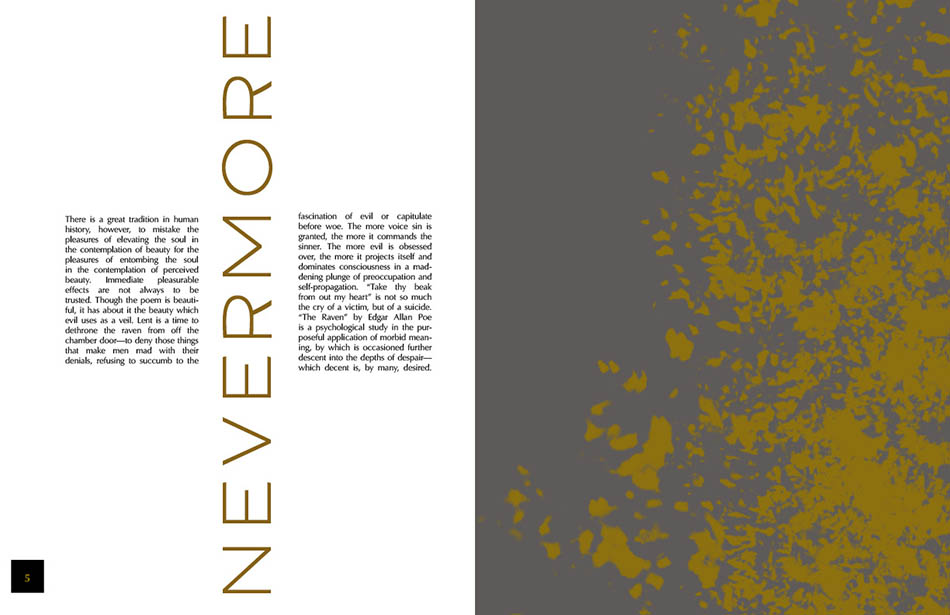 There is a great tradition in human
history, however, to mistake the
pleasures of elevating the soul in
the contemplation of beauty for the
pleasures of entombing the soul
in the contemplation of perceived
beauty. Immediate pleasurable
effects are not always to be
trusted. Though the poem is beauti-
ful, it has about it the beauty which
evil uses as a veil. Lent is a time to
dethrone the raven from off the
chamber door—to deny those things
that make men mad with their
denials, refusing to succumb to the
NEVERMORE
fascination of evil or capitulate
before woe. The more voice sin is
granted, the more it commands the
sinner. The more evil is obsessed
over, the more it projects itself and
dominates consciousness in a mad-
dening plunge of preoccupation and
self-propagation. “Take thy beak
from out my heart” is not so much
the cry of a victim, but of a suicide.
“The Raven” by Edgar Allan Poe
is a psychological study in the pur-
poseful application of morbid mean-
ing, by which is occasioned further
descent into the depths of despair—
which decent is, by many, desired.
5